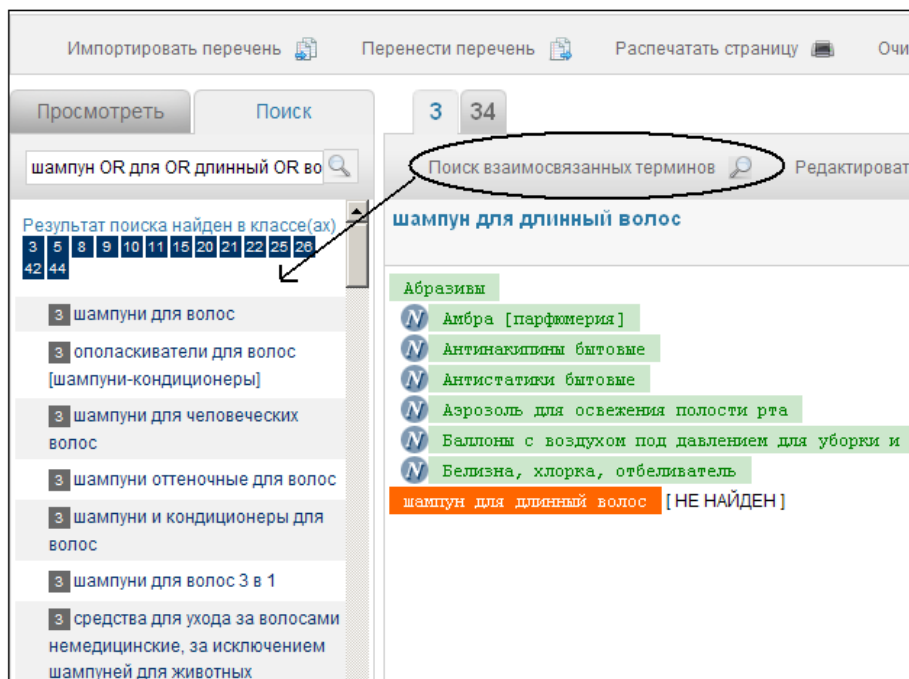 Импортировать перечень Перенести перечень Распечатать страницу Очи
Просмотреть Поиск
шампун OR для OR длинный OR во
Результат поиска найден в классе(ах)
3 5 8 9 10 11 15 20 21 22 25 26
42 44
3 шампуни для волос
3 ополаскиватели для волос
[шампуни-кондиционеры]
3 шампуни для человеческих
волос
3 шампуни оттеночные для волос
3 шампуни и кондиционеры для
волос
3 шампуни для волос 3 в 1
3 средства для ухода за волосами
немедицинские, за исключением
шампуней для животных
3 34
Поиск взаимосвязанных терминов Редактироват
шампун для длинный волос
Абразивы
N Амбра [парфюмерия]
N Антинакипины бытовые
N Антистатики бытовые
N Аэрозоль для освежения полости рта
N Баллоны с воздухом под давлением для уборки и
N Белизна, хлорка, отбеливатель
шампун для длинный волос [ НЕ НАЙДЕН ]